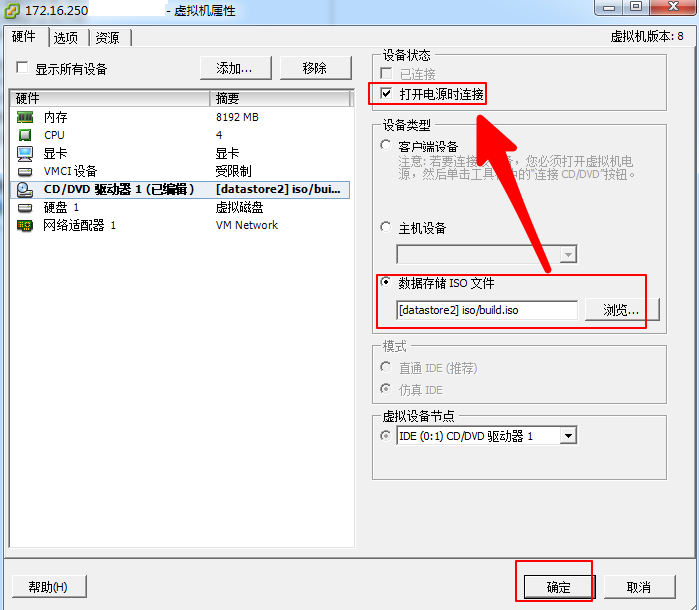 172.16.250 - 虚拟机属性
硬件 选项 资源 虚拟机版本: 8
显示所有设备 添加... 移除
硬件 摘要
内存 8192 MB
CPU 4
显卡 显卡
VMCI 设备 受限制
CD/DVD 驱动器 1 (已编辑) [datastore2] iso/bui...
硬盘 1 虚拟磁盘
网络适配器 1 VM Network
设备状态
已连接
打开电源时连接
设备类型
客户端设备
注意: 若要连接 备，您必须打开虚拟机电
源，然后单击工具 中的“连接 CD/DVD”按钮。
主机设备
数据存储 ISO 文件
[datastore2] iso/build.iso 浏览...
模式
直通 IDE (推荐)
仿真 IDE
虚拟设备节点
IDE (0:1) CD/DVD 驱动器 1
帮助(H) 确定 取消